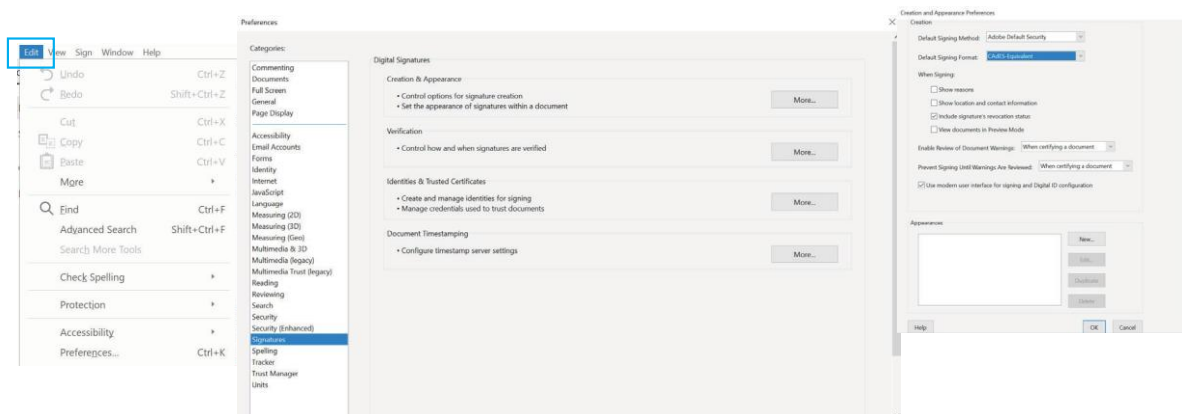 Edit View Sign Window Help
Undo Ctrl+Z
Redo Shift+Ctrl+Z
Cut Ctrl+X
Copy Ctrl+C
Paste Ctrl+V
More
Find Ctrl+F
Advanced Search Shift+Ctrl+F
Search More Tools
Check Spelling
Protection
Accessibility
Preferences... Ctrl+K
Preferences
Categories:
Commenting
Documents
Full Screen
General
Page Display
Accessibility
Email Accounts
Forms
Identity
Internet
JavaScript
Language
Measuring (2D)
Measuring (3D)
Measuring (Geo)
Multimedia & 3D
Multimedia (legacy)
Multimedia Trust (legacy)
Reading
Reviewing
Search
Security
Security (Enhanced)
Signatures
Spelling
Tracker
Trust Manager
Units
Digital Signatures
Creation & Appearance
• Control options for signature creation
• Set the appearance of signatures within a document
More...
Verification
• Control how and when signatures are verified
More...
Identities & Trusted Certificates
• Create and manage identities for signing
• Manage credentials used to trust documents
More...
Document Timestamping
• Configure timestamp server settings
More...
Creation and Appearance Preferences
Creation
Default Signing Method: Adobe Default Security
Default Signing Format: CAdES-Equivalent
When Signing:
Show reasons
Show location and contact information
Include signature's revocation status
View documents in Preview Mode
Enable Review of Document Warnings: When certifying a document
Prevent Signing Until Warnings Are Reviewed: When certifying a document
Use modern user interface for signing and Digital ID configuration
Appearances
New...
Edit...
Duplicate
Delete
Help OK Cancel